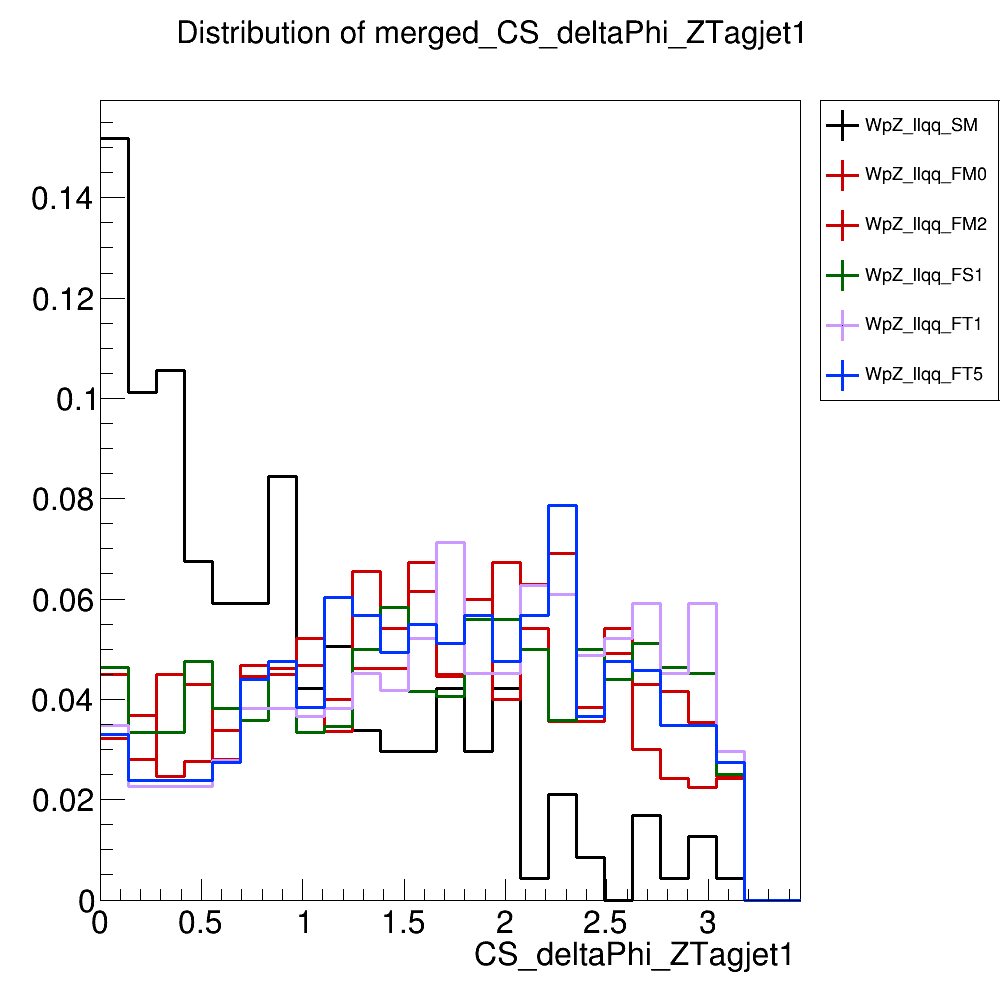 Distribution of merged_CS_deltaPhi_ZTagjet1
WpZ_llqq_SM
WpZ_llqq_FM0
WpZ_llqq_FM2
WpZ_llqq_FS1
WpZ_llqq_FT1
WpZ_llqq_FT5
0.14
0.12
0.1
0.08
0.06
0.04
0.02
0
0 0.5 1 1.5 2 2.5 3
CS_deltaPhi_ZTagjet1